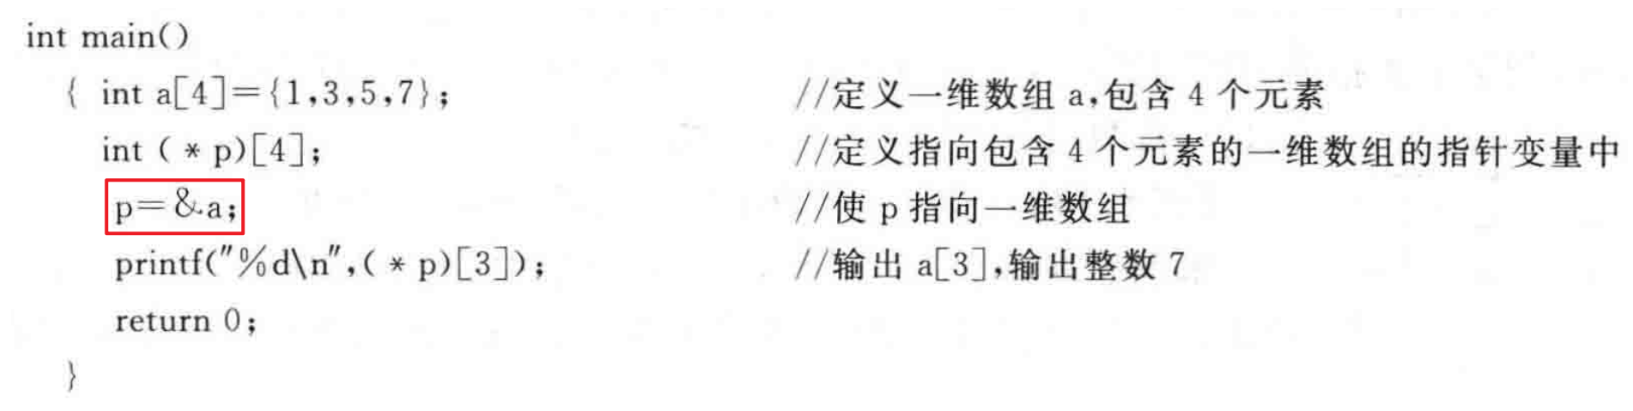 int main()
{ int a[4]={1,3,5,7}; //定义一维数组 a,包含 4 个元素
int ( * p)[4]; //定义指向包含 4 个元素的一维数组的指针变量中
p=&a; //使 p 指向一维数组
printf("%d\n",( * p)[3]); //输出 a[3],输出整数 7
return 0;
}